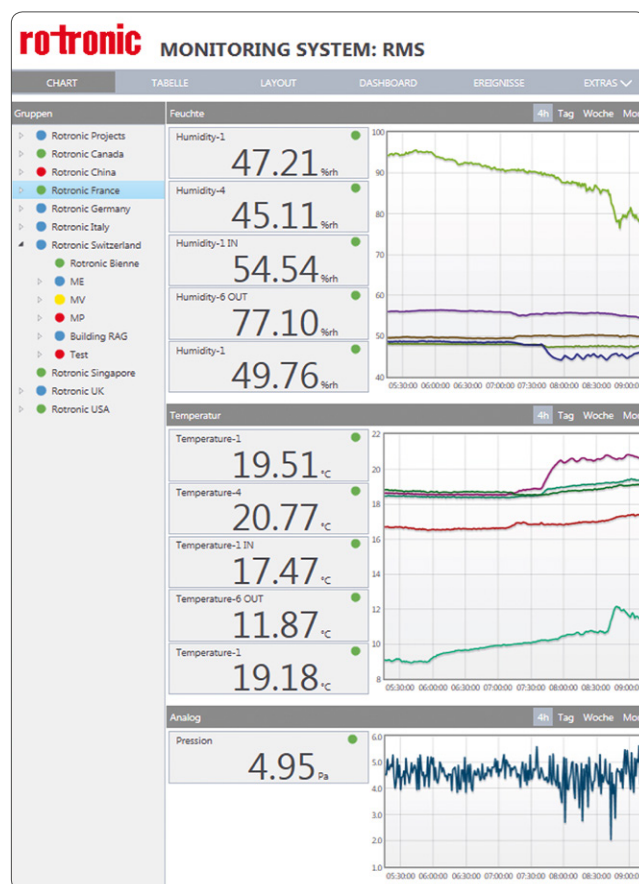 rotronic MONITORING SYSTEM: RMS
CHART TABELLE LAYOUT DASHBOARD EREIGNISSE EXTRAS
Gruppen
Rotronic Projects
Rotronic Canada
Rotronic China
Rotronic France
Rotronic Germany
Rotronic Italy
Rotronic Switzerland
Rotronic Bienne
ME
MV
MP
Building RAG
Test
Rotronic Singapore
Rotronic UK
Rotronic USA
Feuchte 4h Tag Woche Mon
Humidity-1
47.21 %rh
Humidity-4
45.11 %rh
Humidity-1 IN
54.54 %rh
Humidity-6 OUT
77.10 %rh
Humidity-1
49.76 %rh
100
90
80
70
60
50
40
05:30:00 06:00:00 06:30:00 07:00:00 07:30:00 08:00:00 08:30:00 09:00:0
Temperatur 4h Tag Woche Mon
Temperature-1
19.51 °C
Temperature-4
20.77 °C
Temperature-1 IN
17.47 °C
Temperature-6 OUT
11.87 °C
Temperature-1
19.18 °C
22
20
18
16
14
12
10
8
05:30:00 06:00:00 06:30:00 07:00:00 07:30:00 08:00:00 08:30:00 09:00:0
Analog 4h Tag Woche Mon
Pression
4.95 Pa
6.0
5.0
4.0
3.0
2.0
1.0
05:30:00 06:00:00 06:30:00 07:00:00 07:30:00 08:00:00 08:30:00 09:00:0